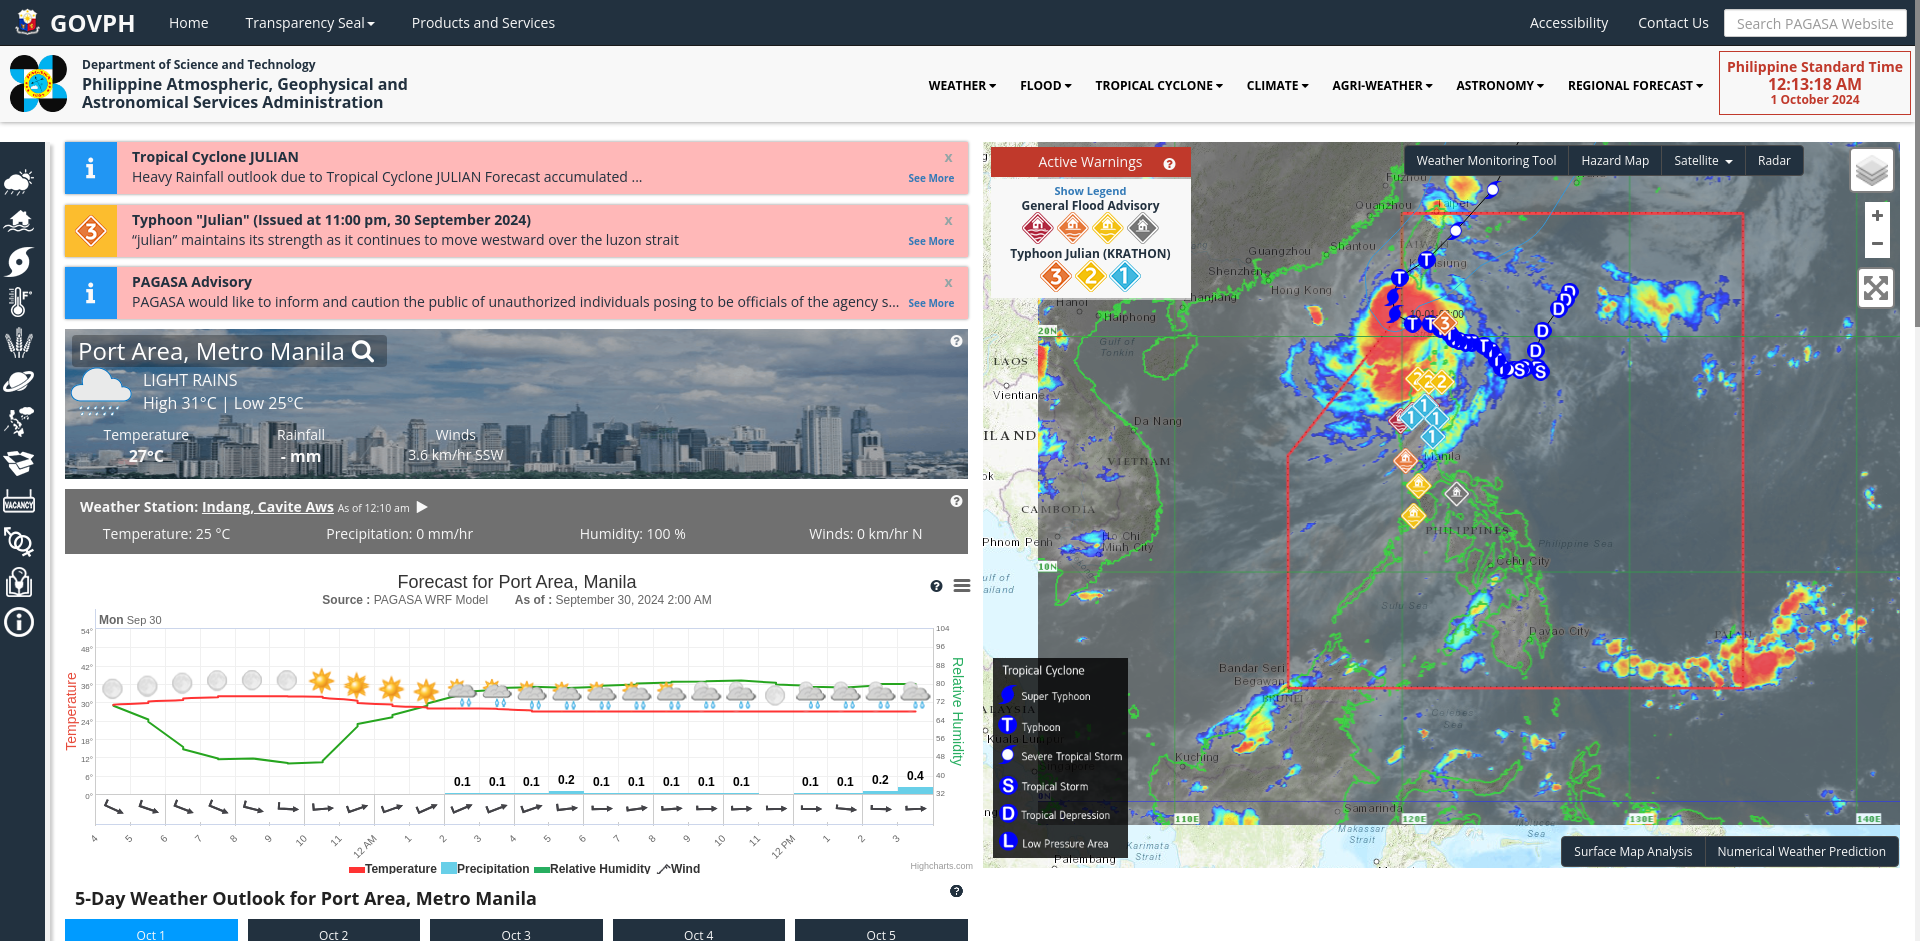 GOVPH
Home
Transparency Seal
Products and Services
Accessibility
Contact Us
Search PAGASA Website
Department of Science and Technology
Philippine Atmospheric, Geophysical and
Astronomical Services Administration
WEATHER
FLOOD
TROPICAL CYCLONE
CLIMATE
AGRI-WEATHER
ASTRONOMY
REGIONAL FORECAST
Philippine Standard Time
12:13:18 AM
1 October 2024
Tropical Cyclone JULIAN
x
Heavy Rainfall outlook due to Tropical Cyclone JULIAN Forecast accumulated ...
See More
3
Typhoon "Julian" (Issued at 11:00 pm, 30 September 2024)
x
“julian” maintains its strength as it continues to move westward over the luzon strait
See More
PAGASA Advisory
x
PAGASA would like to inform and caution the public of unauthorized individuals posing to be officials of the agency s...
See More
VACANCY
Port Area, Metro Manila
LIGHT RAINS
High 31°C | Low 25°C
Temperature
Rainfall
Winds
27°C
- mm
3.6 km/hr SSW
Weather Station: Indang, Cavite Aws As of 12:10 am
Temperature: 25 °C
Precipitation: 0 mm/hr
Humidity: 100 %
Winds: 0 km/hr N
Forecast for Port Area, Manila
Source : PAGASA WRF Model As of : September 30, 2024 2:00 AM
Mon Sep 30
54°
48°
42°
36°
30°
24°
18°
12°
6°
0°
Temperature
104
96
88
80
72
64
56
48
40
32
Relative Humidity
0.1 0.1 0.1 0.2 0.1 0.1 0.1 0.1 0.1 0.1 0.1 0.2 0.4
4 5 6 7 8 9 10 11 12 AM 1 2 3 4 5 6 7 8 9 10 11 12 PM 1 2 3
Temperature Precipitation Relative Humidity Wind
Highcharts.com
5-Day Weather Outlook for Port Area, Metro Manila
Oct 1
Oct 2
Oct 3
Oct 4
Oct 5
Active Warnings
Show Legend
General Flood Advisory
Typhoon Julian (KRATHON)
3 2 1
Weather Monitoring Tool
Hazard Map
Satellite
Radar
+
−
Fuzhou
Quanzhou
Taipei
TAIWAN
Guangzhou
Shantou
Shenzhen
Hong Kong
Zhanjiang
Hanoi
Haiphong
20N
Gulf of
Tonkin
LAOS
Vientiane
Da Nang
ILAND
VIETNAM
Manila
CAMBODIA
Phnom Penh
Ho Chi
Minh City
PHILIPPINES
Philippine Sea
10N
Cebu City
ulf of
ailand
Sulu Sea
Davao City
PALAU
Bandar Seri
Begawan
BRUNEI
ALAYSIA
Kuala Lumpur
Celebes
Sea
Kuching
Samarinda
110E
120E
130E
140E
Karimata
Strait
Makassar
Strait
Palembang
Tropical Cyclone
Super Typhoon
T Typhoon
Severe Tropical Storm
S Tropical Storm
D Tropical Depression
L Low Pressure Area
Surface Map Analysis
Numerical Weather Prediction